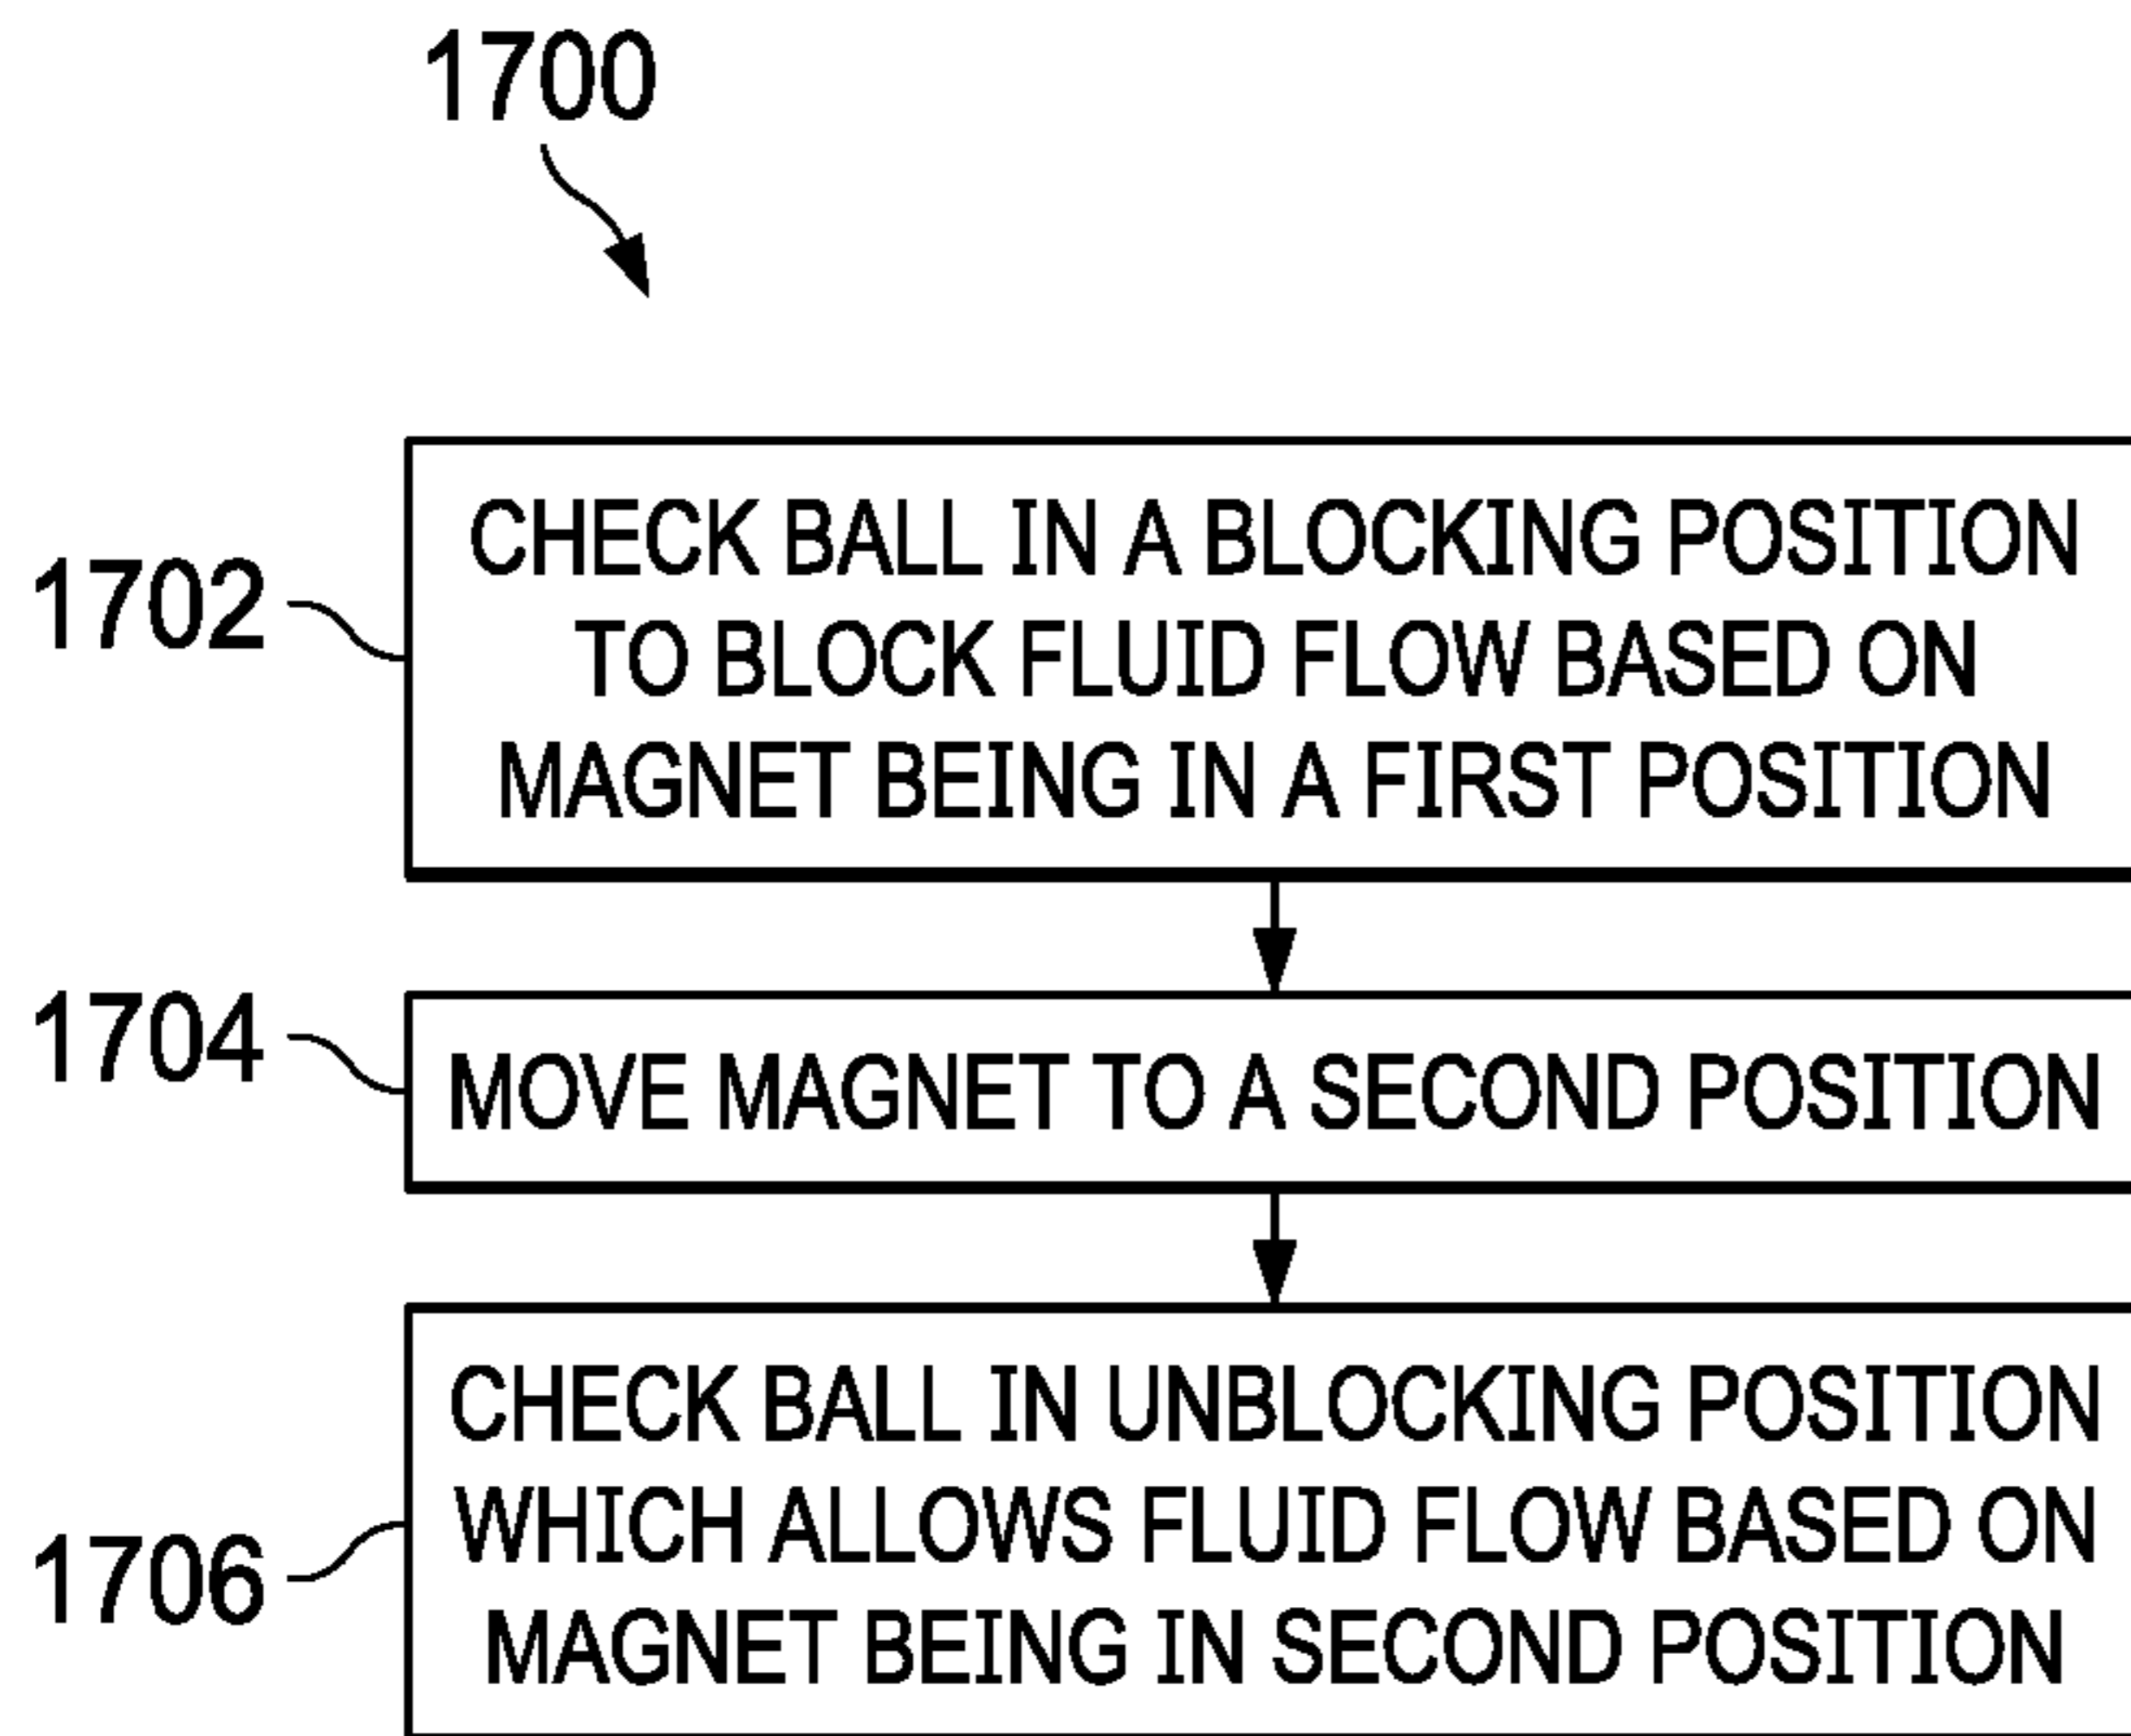 1700
1702
CHECK BALL IN A BLOCKING POSITION
TO BLOCK FLUID FLOW BASED ON
MAGNET BEING IN A FIRST POSITION
1704
MOVE MAGNET TO A SECOND POSITION
1706
CHECK BALL IN UNBLOCKING POSITION
WHICH ALLOWS FLUID FLOW BASED ON
MAGNET BEING IN SECOND POSITION